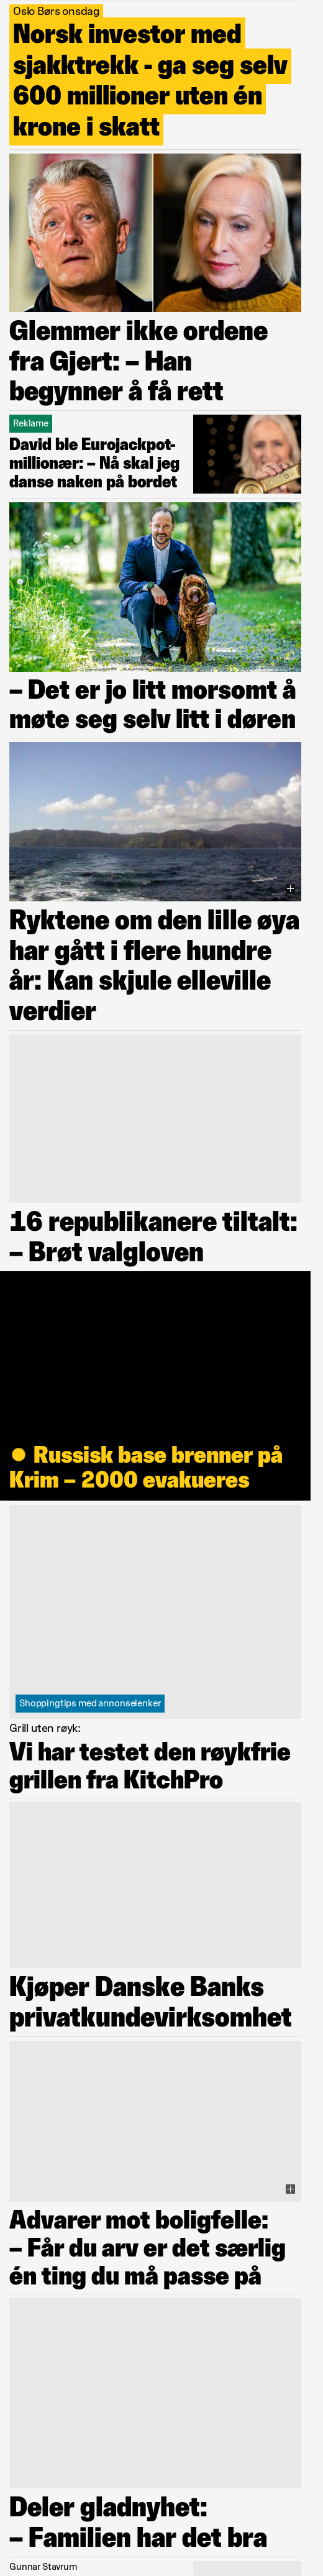 Oslo Børs onsdag
Norsk investor med
sjakktrekk - ga seg selv
600 millioner uten én
krone i skatt
Glemmer ikke ordene
fra Gjert: – Han
begynner å få rett
Reklame
David ble Eurojackpot-
millionær: – Nå skal jeg
danse naken på bordet
– Det er jo litt morsomt å
møte seg selv litt i døren
Ryktene om den lille øya
har gått i flere hundre
år: Kan skjule elleville
verdier
16 republikanere tiltalt:
– Brøt valgloven
Russisk base brenner på
Krim – 2000 evakueres
Shoppingtips med annonselenker
Grill uten røyk:
Vi har testet den røykfrie
grillen fra KitchPro
Kjøper Danske Banks
privatkundevirksomhet
Advarer mot boligfelle:
– Får du arv er det særlig
én ting du må passe på
Deler gladnyhet:
– Familien har det bra
Gunnar Stavrum